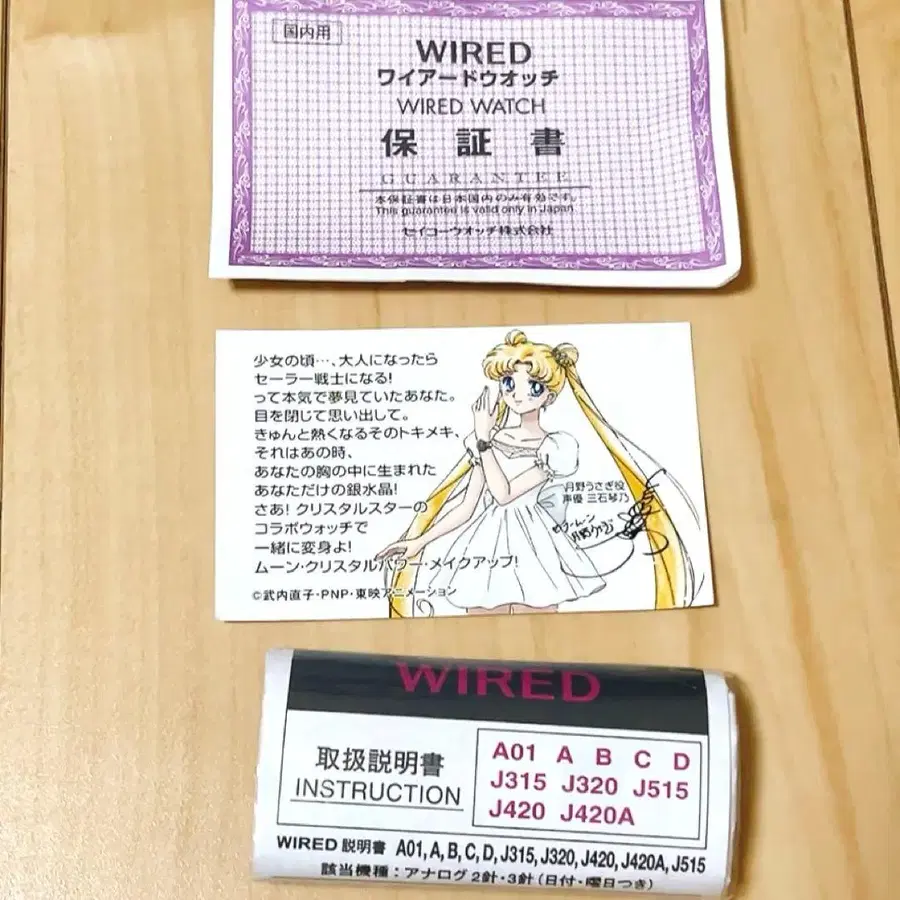 国内用
WIRED
ワイアードウオッチ
WIRED WATCH
保証書
GUARANTEE
本保証書は日本国内のみ有効です。
This guarantee is valid only in Japan
セイコーウオッチ株式会社
少女の頃…、大人になったら
セーラー戦士になる!
って本気で夢見ていたあなた。
目を閉じて思い出して。
きゅんと熱くなるそのトキメキ、
それはあの時、
あなたの胸の中に生まれた
あなただけの銀水晶!
さあ! クリスタルスターの
コラボウォッチで
一緒に変身よ!
ムーン・クリスタルパワー・メイクアップ!
©武内直子・PNP・東映アニメーション
月野うさぎ役
声優 三石琴乃
WIRED
取扱説明書
INSTRUCTION
A01 A B C D
J315 J320 J515
J420 J420A
WIRED 説明書 A01, A, B, C, D, J315, J320, J420, J420A, J515
該当機種：アナログ2針・3針（日付・曜日つき）